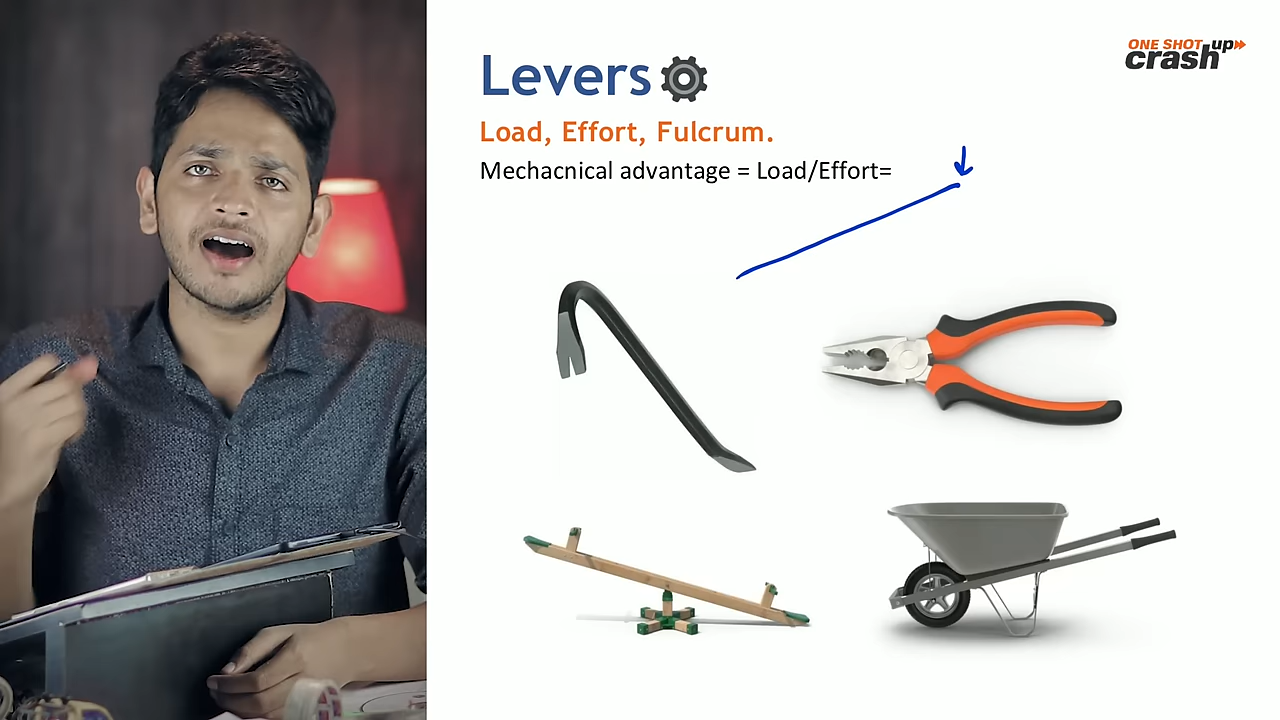 ONE SHOT
crash up
Levers
Load, Effort, Fulcrum.
Mechacnical advantage = Load/Effort=